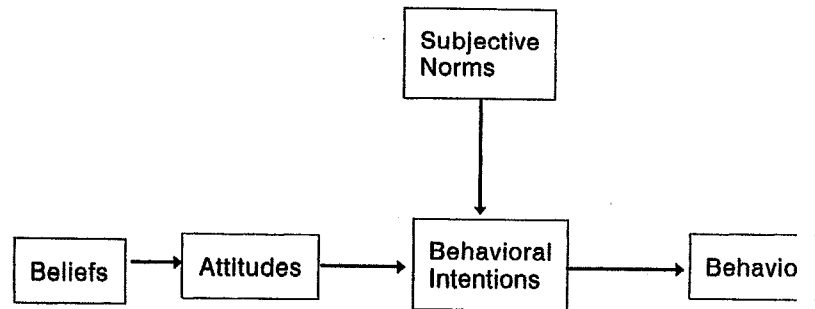 Subjective
Norms
Beliefs
Attitudes
Behavioral
Intentions
Behavio